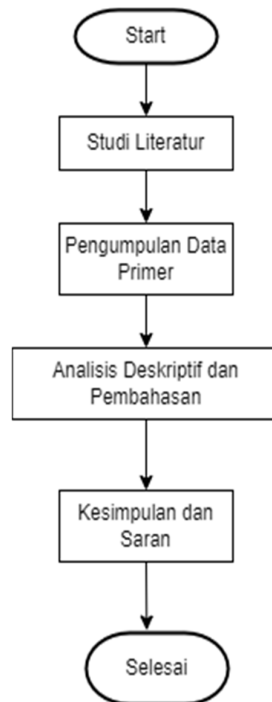 Start
Studi Literatur
Pengumpulan Data
Primer
Analisis Deskriptif dan
Pembahasan
Kesimpulan dan
Saran
Selesai